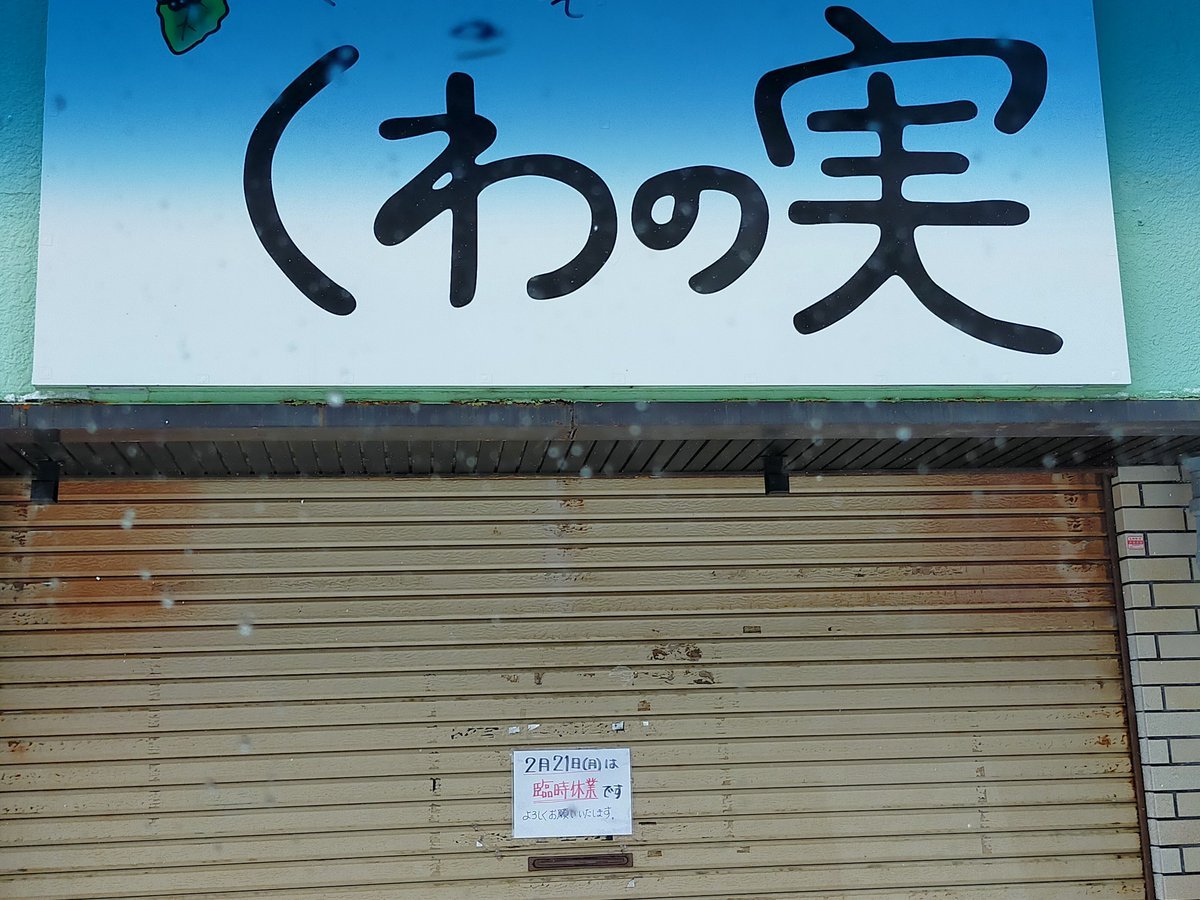 くわの実
2月21日(月)は
臨時休業です
よろしくお願いいたします。